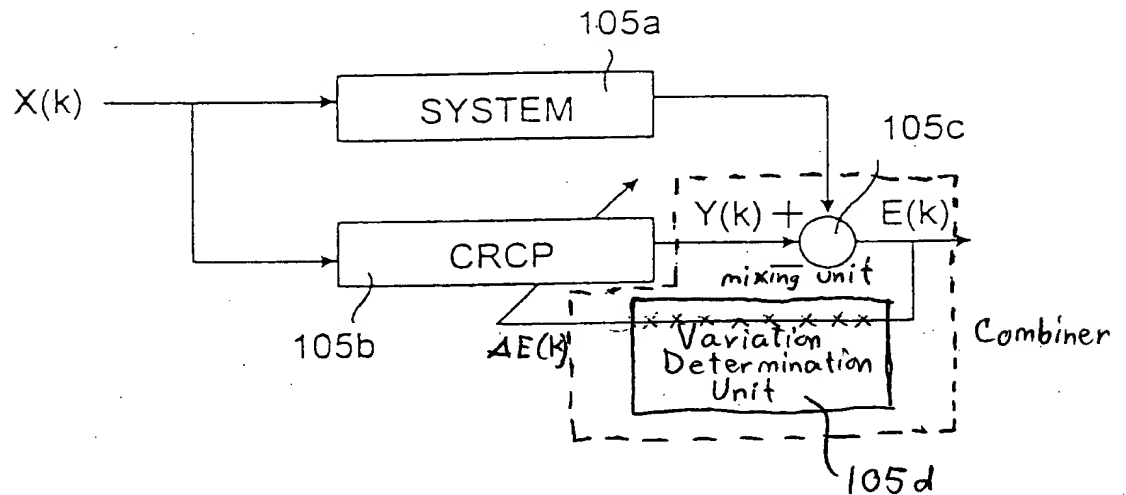 105a
X(k)
SYSTEM
105c
Y(k) +
E(k)
CRCP
mixing unit
105b
ΔE(k)
Variation
Determination
Unit
Combiner
105d